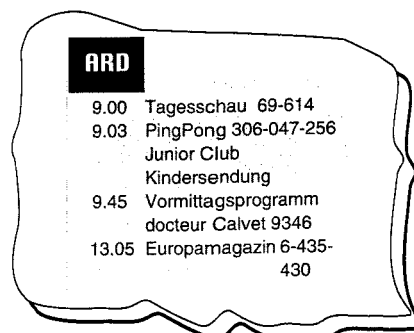 ARD
9.00 Tagesschau 69-614
9.03 PingPong 306-047-256
Junior Club
Kindersendung
9.45 Vormittagsprogramm
docteur Calvet 9346
13.05 Europamagazin 6-435-
430